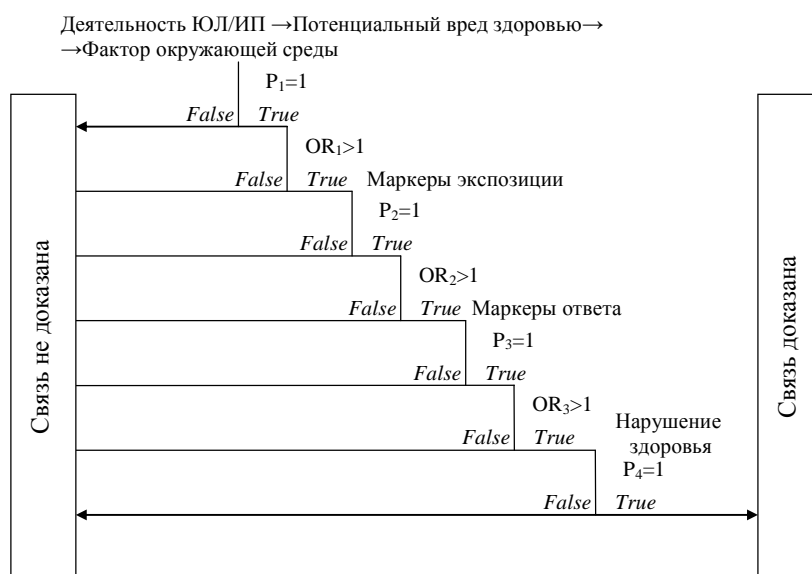 Деятельность ЮЛ/ИП →Потенциальный вред здоровью→
→Фактор окружающей среды
P₁=1
False True
OR₁>1
False True Маркеры экспозиции
P₂=1
False True
OR₂>1
False True Маркеры ответа
P₃=1
False True
OR₃>1
False True Нарушение
здоровья
P₄=1
False True
Связь не доказана
Связь доказана